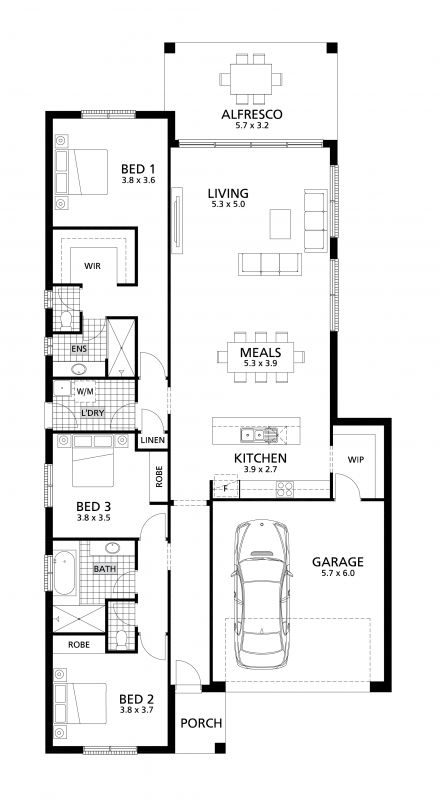 ALFRESCO
5.7 x 3.2
BED 1
3.8 x 3.6
LIVING
5.3 x 5.0
WIR
ENS
MEALS
5.3 x 3.9
W/M
L'DRY
LINEN
KITCHEN
3.9 x 2.7
WIP
ROBE
F
BED 3
3.8 x 3.5
GARAGE
5.7 x 6.0
BATH
ROBE
BED 2
3.8 x 3.7
PORCH